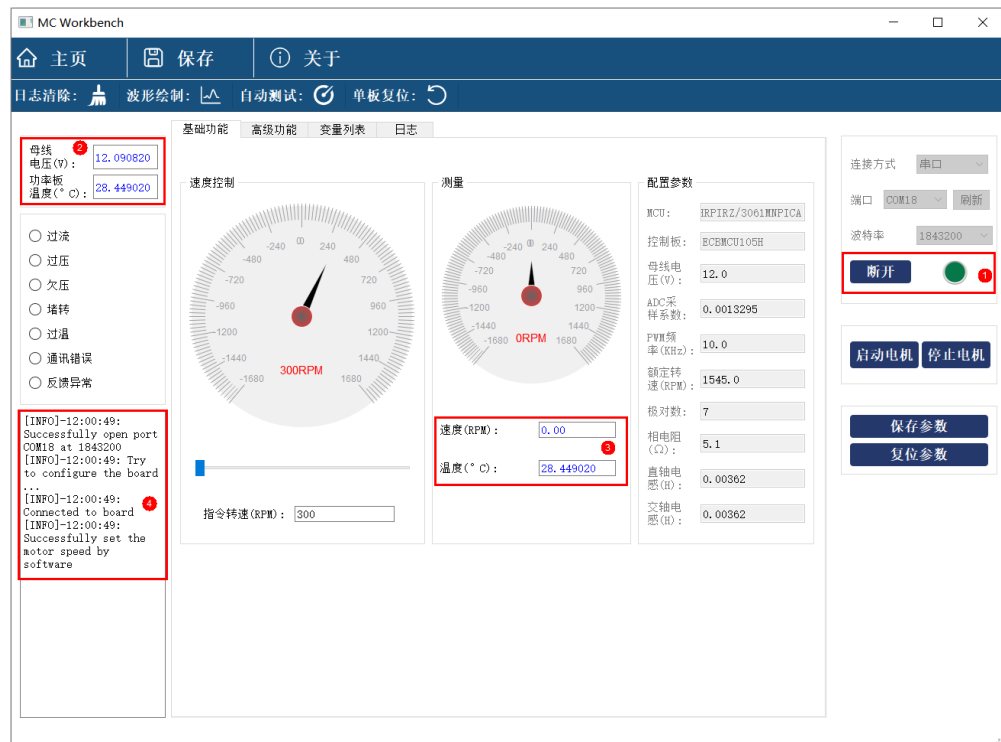 MC Workbench
主页
保存
关于
日志清除:
波形绘制:
自动测试:
单板复位:
基础功能
高级功能
变量列表
日志
母线
电压(V):
2
12.090820
功率板
温度(°C):
28.449020
过流
过压
欠压
堵转
过温
通讯错误
反馈异常
[INFO]-12:00:49:
Successfully open port
COM18 at 1843200
[INFO]-12:00:49: Try
to configure the board
...
[INFO]-12:00:49:
Connected to board
4
[INFO]-12:00:49:
Successfully set the
motor speed by
software
速度控制
0
-240
240
-480
480
-720
720
-960
960
-1200
1200
-1440
1440
-1680
1680
300RPM
指令转速(RPM):
300
测量
0
-240
240
-480
480
-720
720
-960
960
-1200
1200
-1440
1440
-1680
1680
0RPM
速度(RPM):
0.00
3
温度(°C):
28.449020
配置参数
MCU:
IRPIRZ/3061MNPICA
控制板:
ECBMCU105H
母线电
压(V):
12.0
ADC采
样系数:
0.0013295
PWM频
率(KHz):
10.0
额定转
速(RPM):
1545.0
极对数:
7
相电阻
(Ω):
5.1
直轴电
感(H):
0.00362
交轴电
感(H):
0.00362
连接方式
串口
端口
COM18
刷新
波特率
1843200
断开
1
启动电机
停止电机
保存参数
复位参数